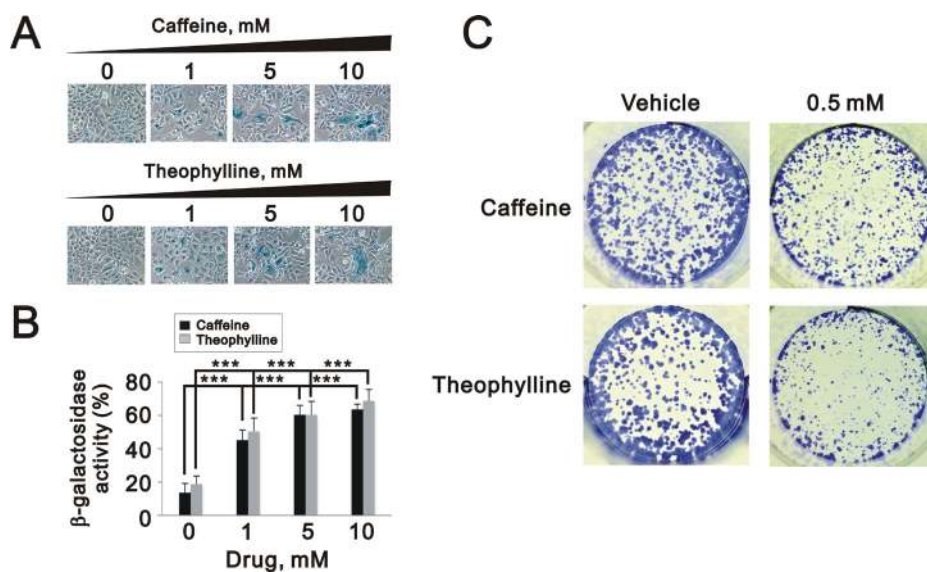 A
Caffeine, mM
0 1 5 10
Theophylline, mM
0 1 5 10
B
Caffeine
Theophylline
*** *** ***
*** *** ***
β-galactosidase
activity (%)
80
60
40
20
0
0 1 5 10
Drug, mM
C
Vehicle 0.5 mM
Caffeine
Theophylline